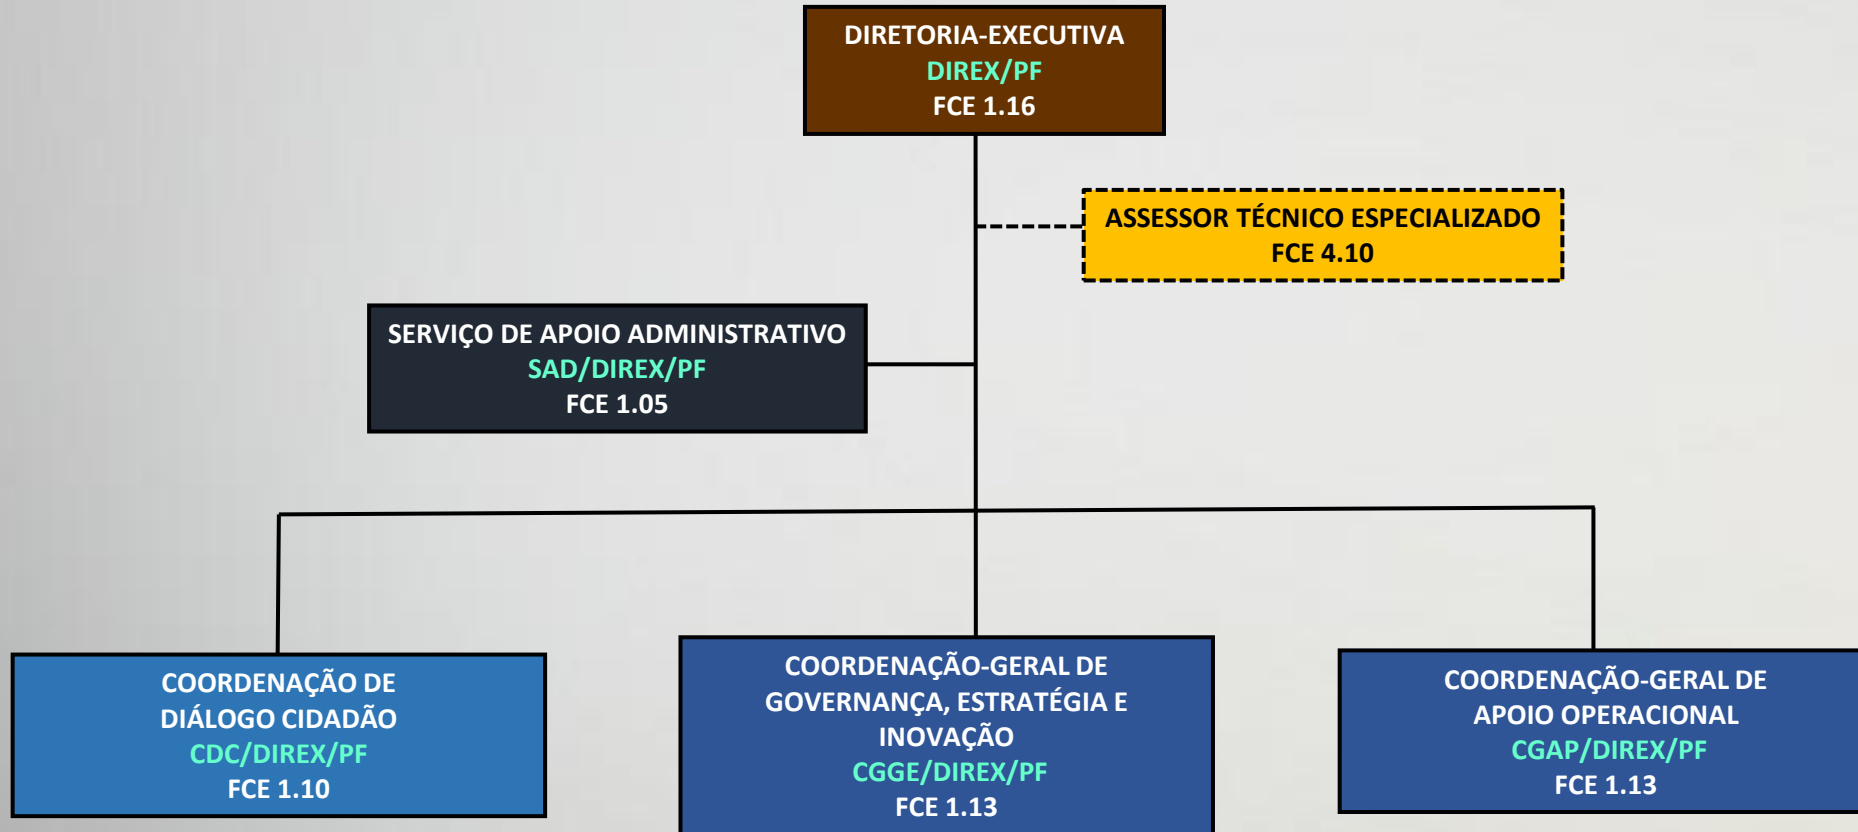 DIRETORIA-EXECUTIVA
DIREX/PF
FCE 1.16
ASSESSOR TÉCNICO ESPECIALIZADO
FCE 4.10
SERVIÇO DE APOIO ADMINISTRATIVO
SAD/DIREX/PF
FCE 1.05
COORDENAÇÃO DE
DIÁLOGO CIDADÃO
CDC/DIREX/PF
FCE 1.10
COORDENAÇÃO-GERAL DE
GOVERNANÇA, ESTRATÉGIA E
INOVAÇÃO
CGGE/DIREX/PF
FCE 1.13
COORDENAÇÃO-GERAL DE
APOIO OPERACIONAL
CGAP/DIREX/PF
FCE 1.13